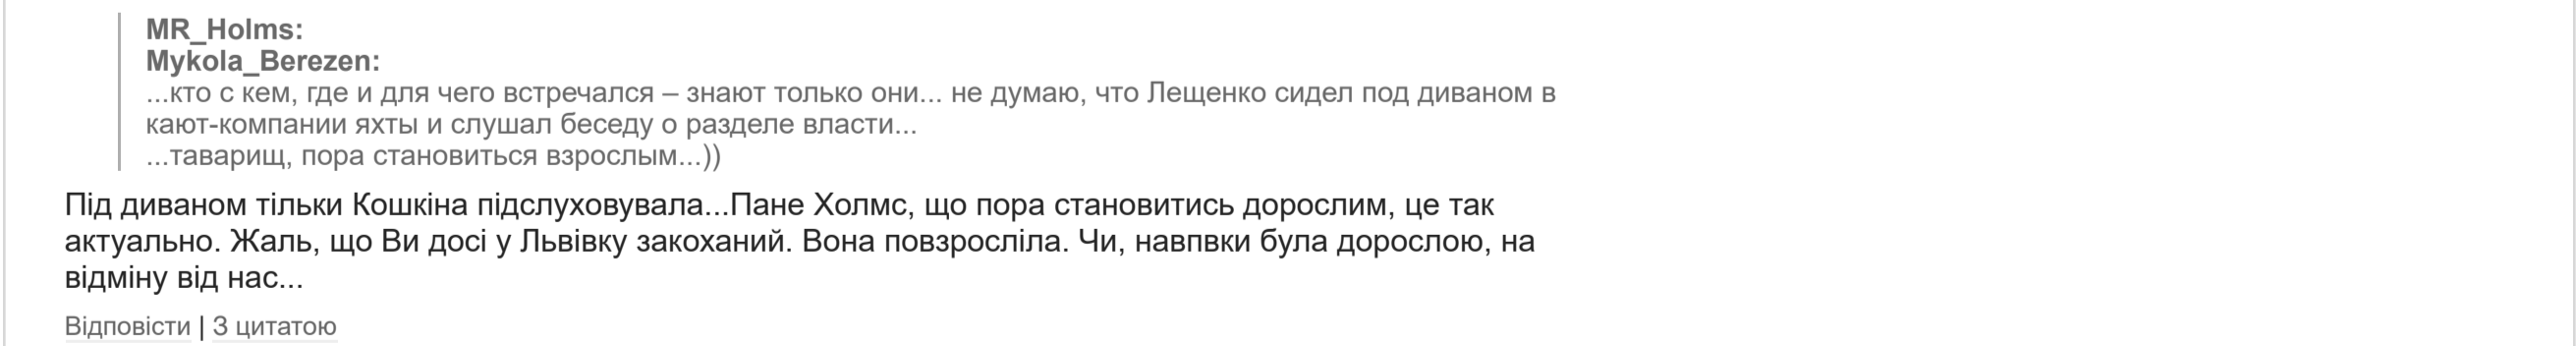 MR_Holms:
Mykola_Berezen:
...кто с кем, где и для чего встречался – знают только они... не думаю, что Лещенко сидел под диваном в
кают-компании яхты и слушал беседу о разделе власти...
...таварищ, пора становиться взрослым...))
Під диваном тільки Кошкіна підслуховувала...Пане Холмс, що пора становитись дорослим, це так
актуально. Жаль, що Ви досі у Львівку закоханий. Вона повзросліла. Чи, навпвки була дорослою, на
відміну від нас...
Відповісти | З цитатою